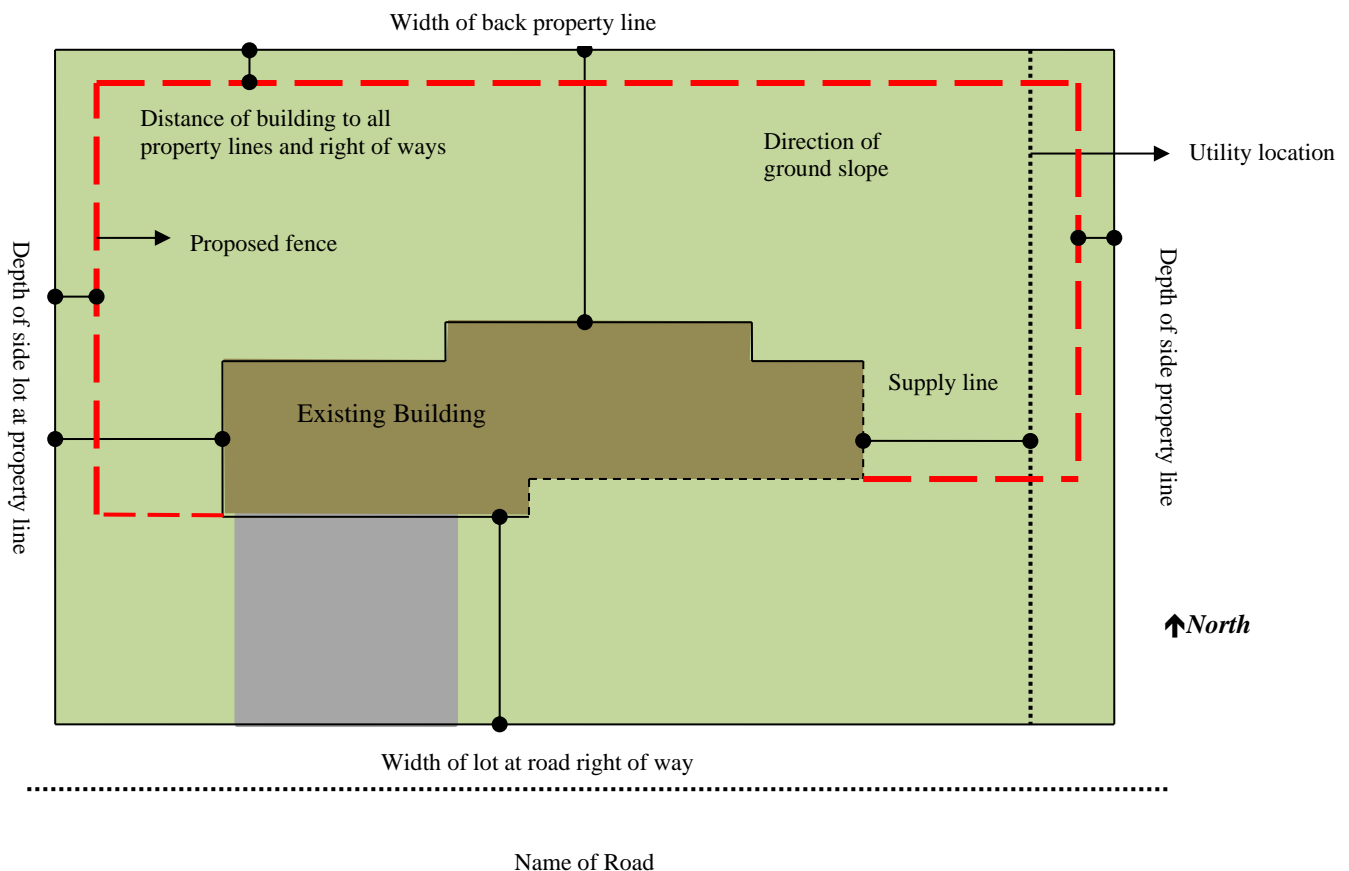 Width of back property line
Distance of building to all
property lines and right of ways
Direction of
ground slope
Utility location
Proposed fence
Depth of side lot at property line
Depth of side property line
Supply line
Existing Building
North
Width of lot at road right of way
Name of Road